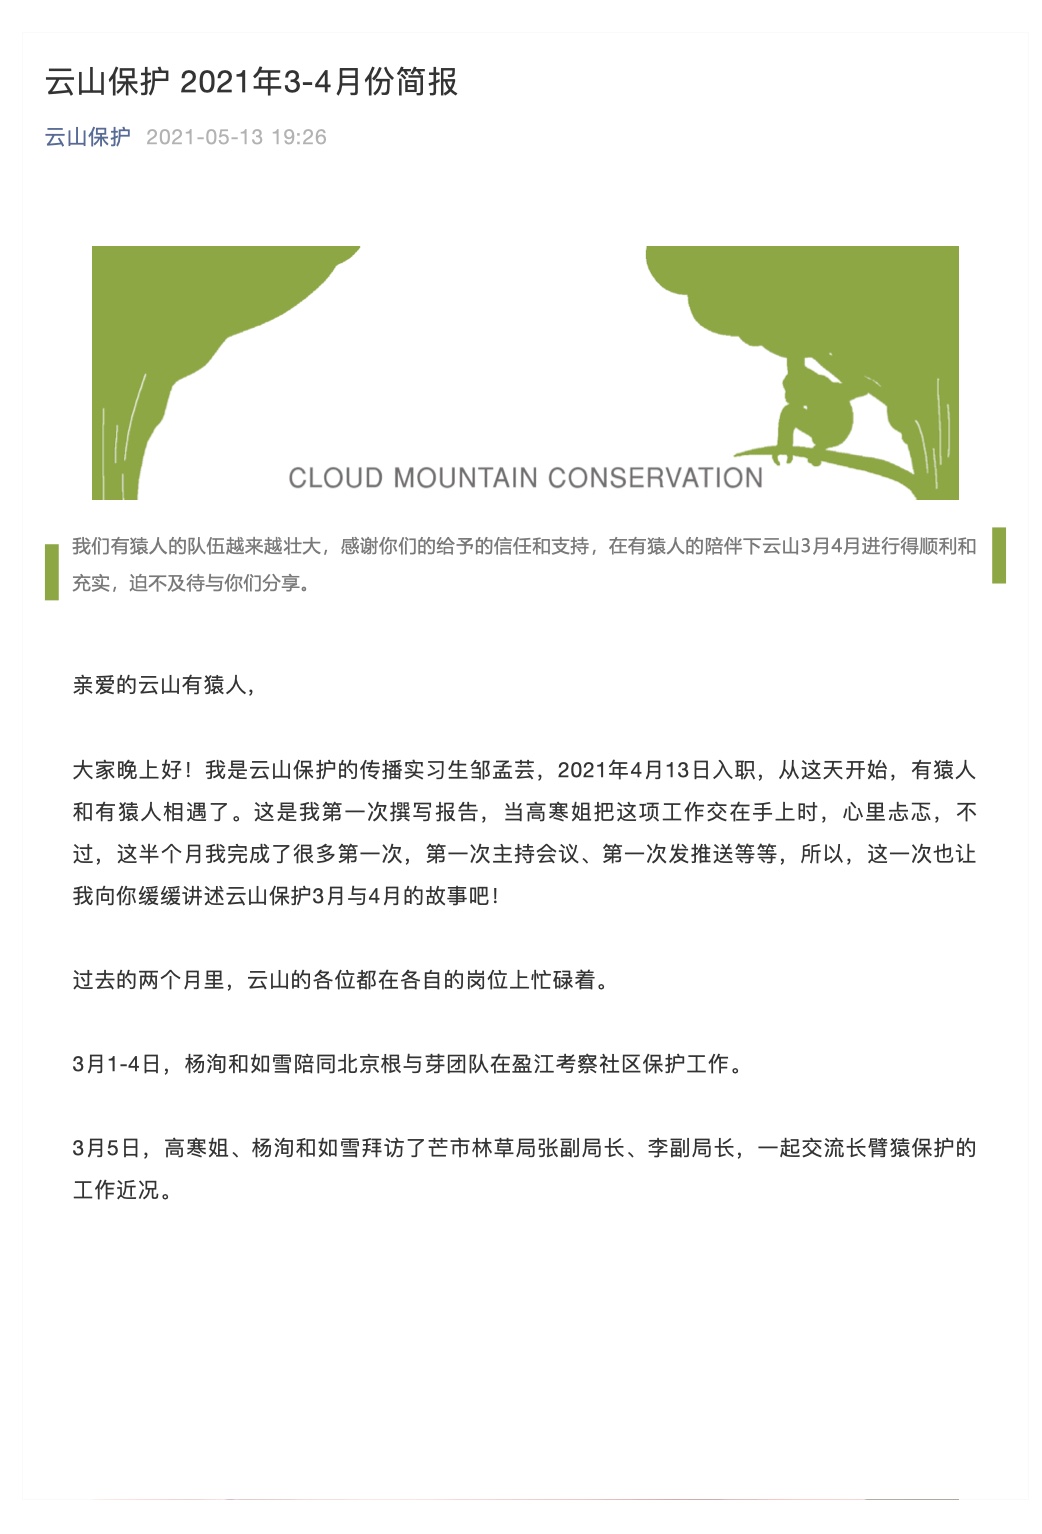 云山保护 2021年3-4月份简报
云山保护 2021-05-13 19:26
CLOUD MOUNTAIN CONSERVATION
我们有猿人的队伍越来越壮大，感谢你们的给予的信任和支持，在有猿人的陪伴下云山3月4月进行得顺利和
充实，迫不及待与你们分享。
亲爱的云山有猿人，
大家晚上好！我是云山保护的传播实习生邹孟芸，2021年4月13日入职，从这天开始，有猿人
和有猿人相遇了。这是我第一次撰写报告，当高寒姐把这项工作交在手上时，心里忐忑，不
过，这半个月我完成了很多第一次，第一次主持会议、第一次发推送等等，所以，这一次也让
我向你缓缓讲述云山保护3月与4月的故事吧！
过去的两个月里，云山的各位都在各自的岗位上忙碌着。
3月1-4日，杨洵和如雪陪同北京根与芽团队在盈江考察社区保护工作。
3月5日，高寒姐、杨洵和如雪拜访了芒市林草局张副局长、李副局长，一起交流长臂猿保护的
工作近况。